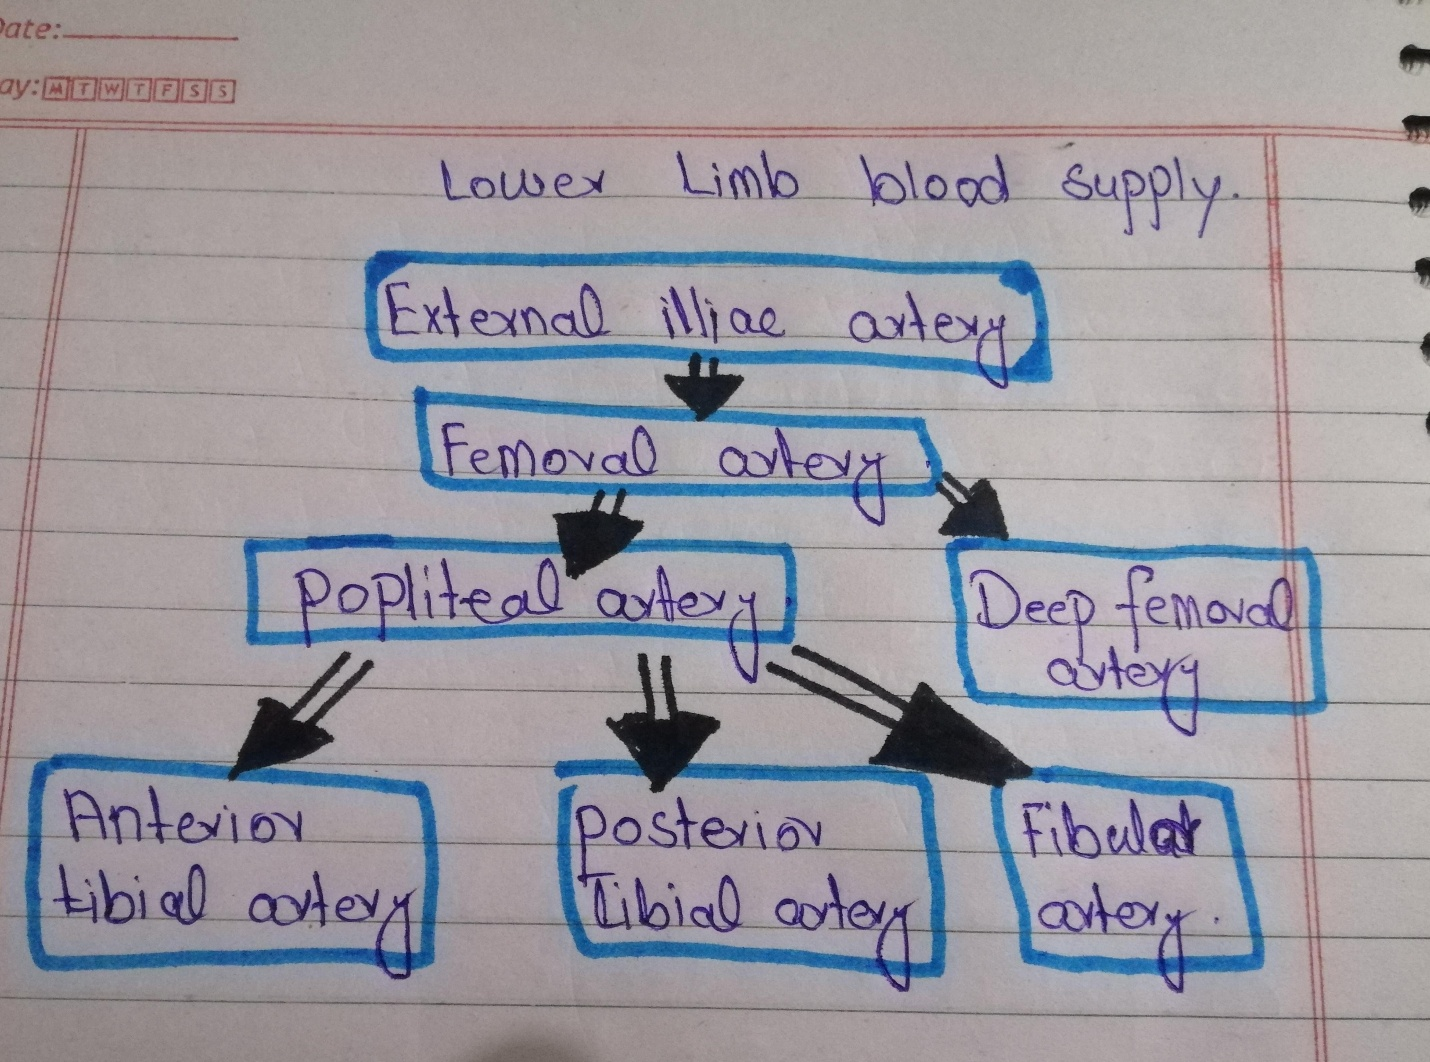 Date:
ay: M T W T F S S
Lower Limb blood supply.
External illiac artery
Femoral artery
Popliteal artery
Deep femoral
artery
Anterior
tibial artery
Posterior
Tibial artery
Fibular
artery.